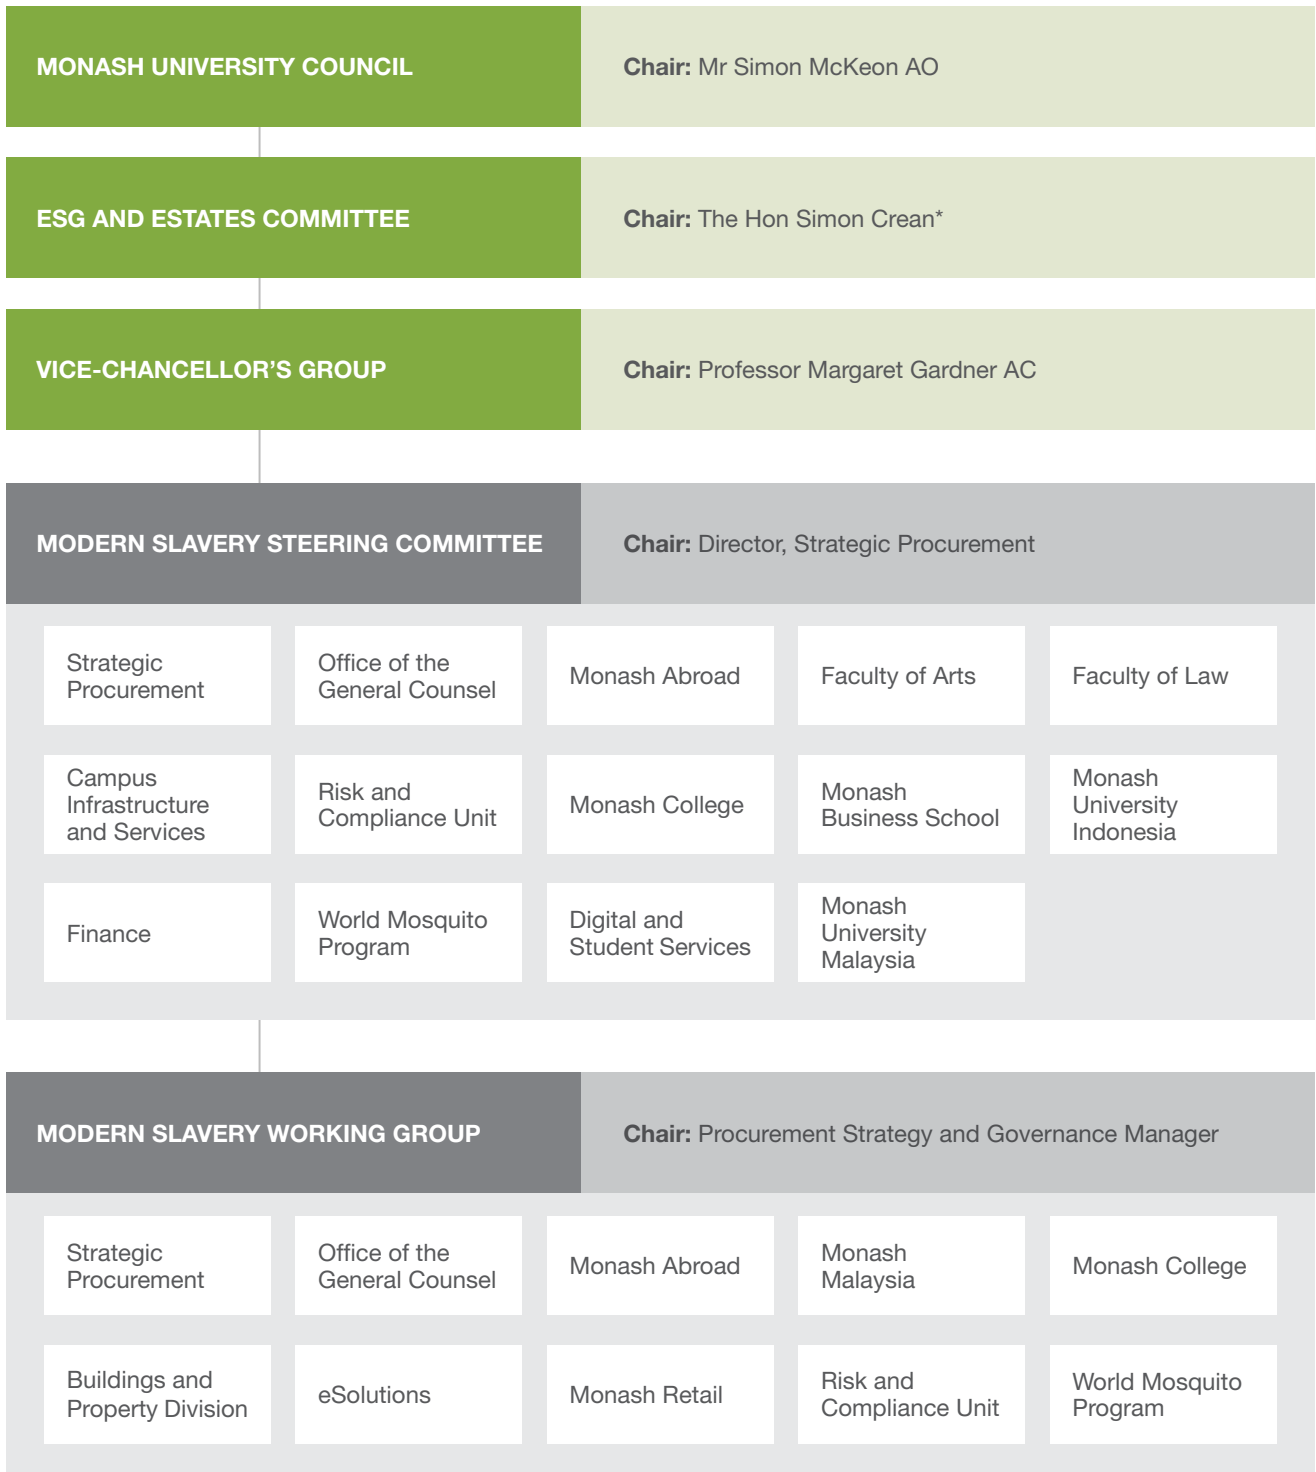 MONASH UNIVERSITY COUNCIL
Chair: Mr Simon McKeon AO
ESG AND ESTATES COMMITTEE
Chair: The Hon Simon Crean*
VICE-CHANCELLOR’S GROUP
Chair: Professor Margaret Gardner AC
MODERN SLAVERY STEERING COMMITTEE
Chair: Director, Strategic Procurement
Strategic
Procurement
Office of the
General Counsel
Monash Abroad
Faculty of Arts
Faculty of Law
Campus
Infrastructure
and Services
Risk and
Compliance Unit
Monash College
Monash
Business School
Monash
University
Indonesia
Finance
World Mosquito
Program
Digital and
Student Services
Monash
University
Malaysia
MODERN SLAVERY WORKING GROUP
Chair: Procurement Strategy and Governance Manager
Strategic
Procurement
Office of the
General Counsel
Monash Abroad
Monash
Malaysia
Monash College
Buildings and
Property Division
eSolutions
Monash Retail
Risk and
Compliance Unit
World Mosquito
Program